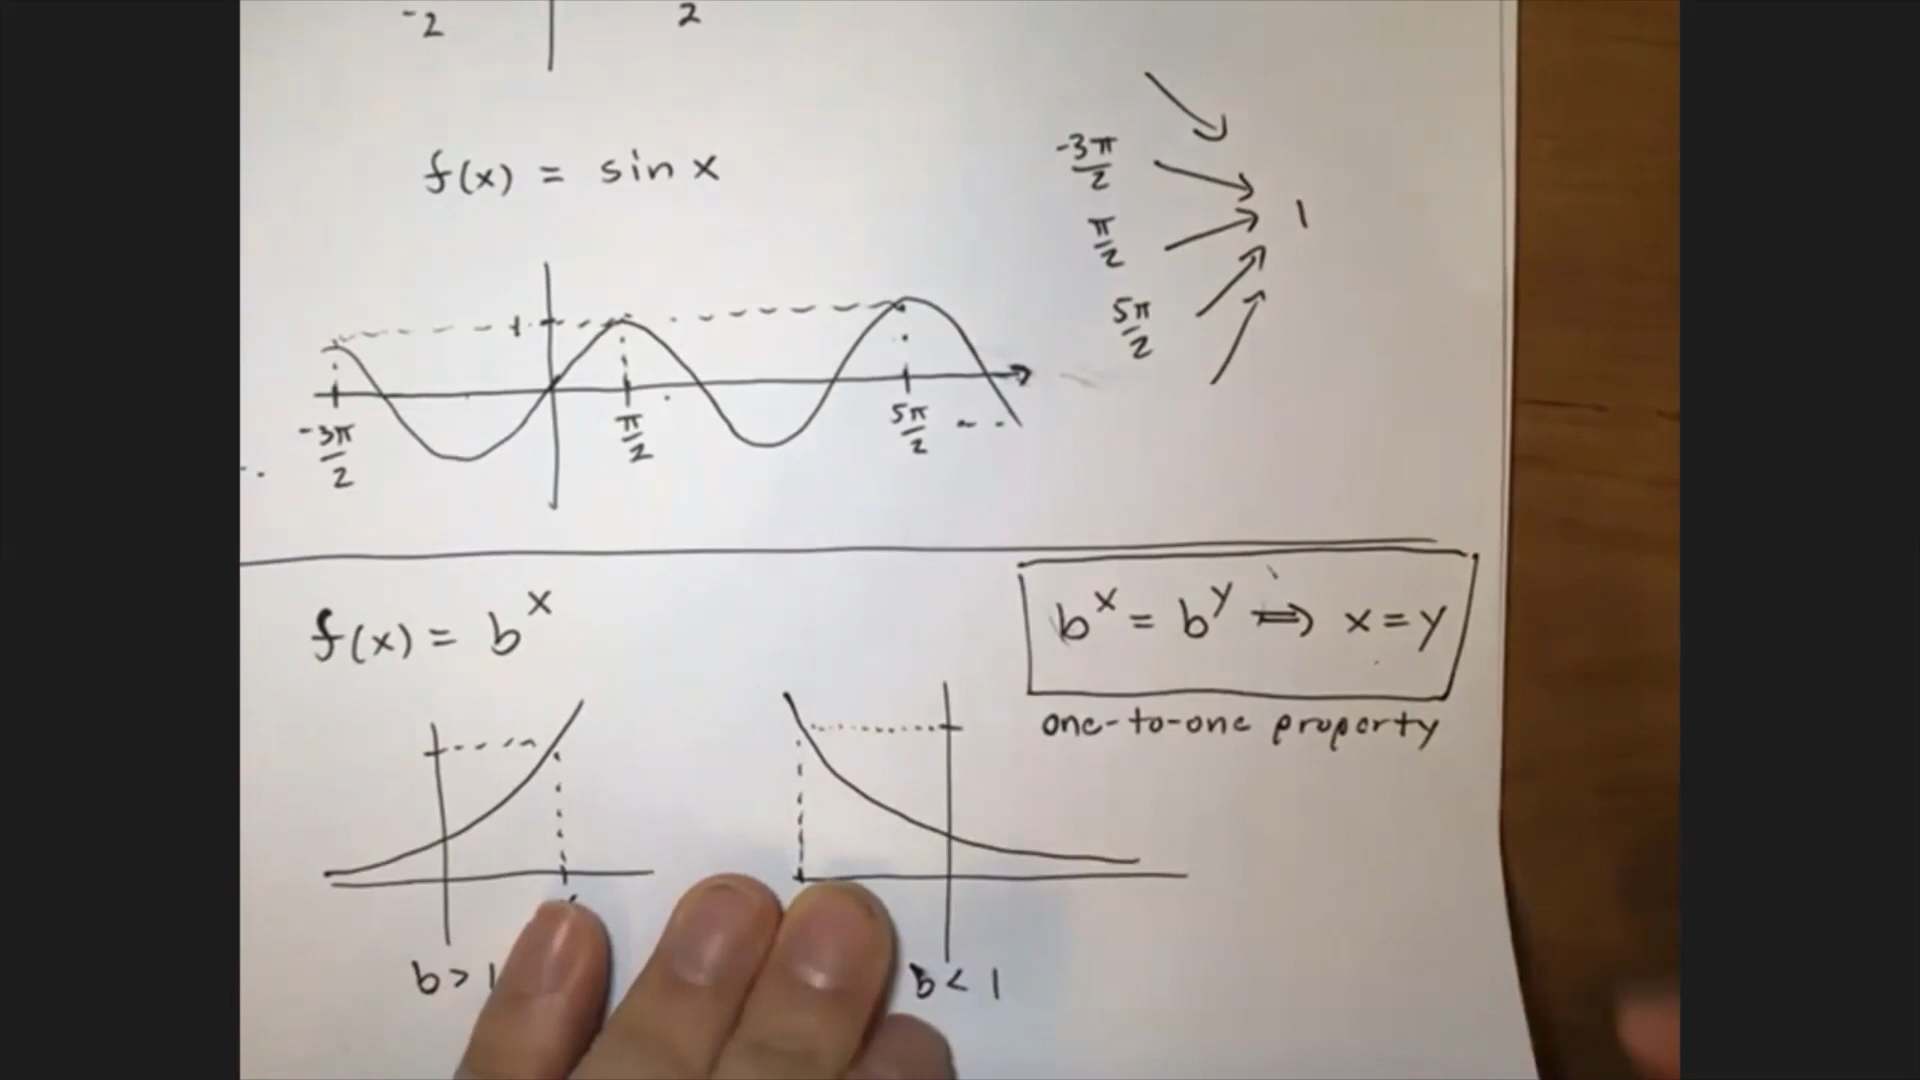 -2 2
f(x) = sin x
-3π/2
π/2
5π/2
1
-3π/2 π/2 5π/2
f(x) = b^x
b^x = b^y ⟹ x = y
one-to-one property
b > 1 b < 1